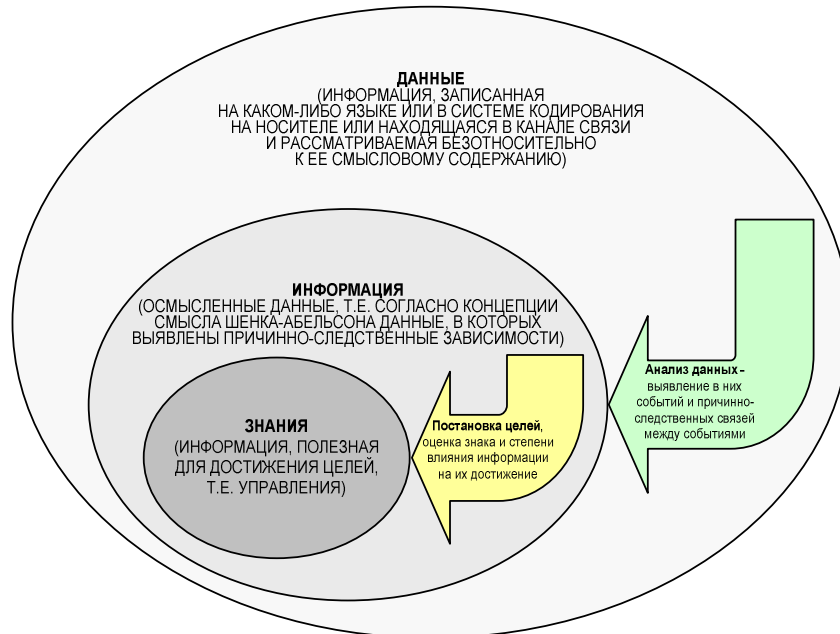 ДАННЫЕ
(ИНФОРМАЦИЯ, ЗАПИСАННАЯ
НА КАКОМ-ЛИБО ЯЗЫКЕ ИЛИ В СИСТЕМЕ КОДИРОВАНИЯ
НА НОСИТЕЛЕ ИЛИ НАХОДЯЩАЯСЯ В КАНАЛЕ СВЯЗИ
И РАССМАТРИВАЕМАЯ БЕЗОТНОСИТЕЛЬНО
К ЕЕ СМЫСЛОВОМУ СОДЕРЖАНИЮ)
ИНФОРМАЦИЯ
(ОСМЫСЛЕННЫЕ ДАННЫЕ, Т.Е. СОГЛАСНО КОНЦЕПЦИИ
СМЫСЛА ШЕНКА-АБЕЛЬСОНА ДАННЫЕ, В КОТОРЫХ
ВЫЯВЛЕНЫ ПРИЧИННО-СЛЕДСТВЕННЫЕ ЗАВИСИМОСТИ)
Анализ данных -
выявление в них
событий и причинно-
следственных связей
между событиями
ЗНАНИЯ
(ИНФОРМАЦИЯ, ПОЛЕЗНАЯ
ДЛЯ ДОСТИЖЕНИЯ ЦЕЛЕЙ,
Т.Е. УПРАВЛЕНИЯ)
Постановка целей,
оценка знака и степени
влияния информации
на их достижение